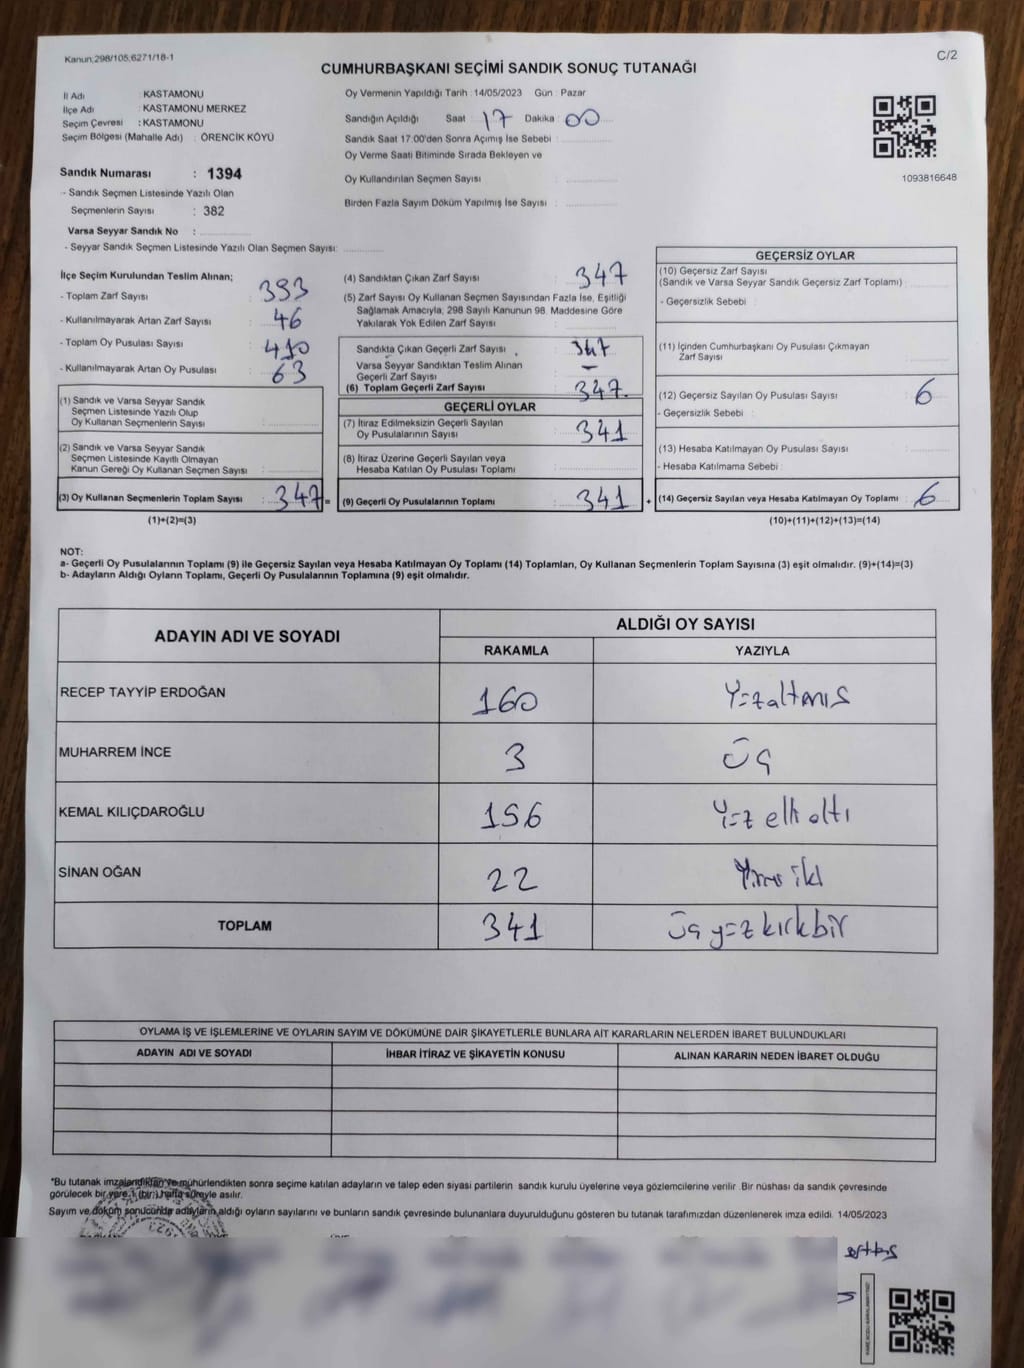 Kanun:298/105;6271/18-1
C/2
CUMHURBAŞKANI SEÇİMİ SANDIK SONUÇ TUTANAĞI
İl Adı : KASTAMONU
İlçe Adı : KASTAMONU MERKEZ
Seçim Çevresi : KASTAMONU
Seçim Bölgesi (Mahalle Adı) : ÖRENCİK KÖYÜ
Oy Vermenin Yapıldığı Tarih : 14/05/2023 Gün : Pazar
Sandığın Açıldığı Saat : 17 Dakika : 00
Sandık Saat 17.00'den Sonra Açmış İse Sebebi :
Oy Verme Saati Bitiminde Sırada Bekleyen ve
Oy Kullandırılan Seçmen Sayısı :
Birden Fazla Sayım Döküm Yapılmış İse Sayısı :
1093816648
Sandık Numarası : 1394
- Sandık Seçmen Listesinde Yazılı Olan
Seçmenlerin Sayısı : 382
Varsa Seyyar Sandık No :
- Seyyar Sandık Seçmen Listesinde Yazılı Olan Seçmen Sayısı:
İlçe Seçim Kurulundan Teslim Alınan;
- Toplam Zarf Sayısı : 393
- Kullanılmayarak Artan Zarf Sayısı : 46
- Toplam Oy Pusulası Sayısı : 410
- Kullanılmayarak Artan Oy Pusulası : 63
(1) Sandık ve Varsa Seyyar Sandık
Seçmen Listesinde Yazılı Olup
Oy Kullanan Seçmenlerin Sayısı :
(2) Sandık ve Varsa Seyyar Sandık
Seçmen Listesinde Kayıtlı Olmayan
Kanun Gereği Oy Kullanan Seçmen Sayısı :
(3) Oy Kullanan Seçmenlerin Toplam Sayısı : 347 =
(1)+(2)=(3)
(4) Sandıktan Çıkan Zarf Sayısı : 347
(5) Zarf Sayısı Oy Kullanan Seçmen Sayısından Fazla İse, Eşitliği
Sağlamak Amacıyla; 298 Sayılı Kanunun 98. Maddesine Göre
Yakılarak Yok Edilen Zarf Sayısı :
Sandıkta Çıkan Geçerli Zarf Sayısı : 347
Varsa Seyyar Sandıktan Teslim Alınan
Geçerli Zarf Sayısı : -
(6) Toplam Geçerli Zarf Sayısı : 347
GEÇERLİ OYLAR
(7) İtiraz Edilmeksizin Geçerli Sayılan
Oy Pusulalarının Sayısı : 341
(8) İtiraz Üzerine Geçerli Sayılan veya
Hesaba Katılan Oy Pusulası Toplamı :
(9) Geçerli Oy Pusulalarının Toplamı : 341 +
GEÇERSİZ OYLAR
(10) Geçersiz Zarf Sayısı
(Sandık ve Varsa Seyyar Sandık Geçersiz Zarf Toplamı) :
- Geçersizlik Sebebi :
(11) İçinden Cumhurbaşkanı Oy Pusulası Çıkmayan
Zarf Sayısı
(12) Geçersiz Sayılan Oy Pusulası Sayısı : 6
- Geçersizlik Sebebi :
(13) Hesaba Katılmayan Oy Pusulası Sayısı :
- Hesaba Katılmama Sebebi :
(14) Geçersiz Sayılan veya Hesaba Katılmayan Oy Toplamı : 6
(10)+(11)+(12)+(13)=(14)
NOT:
a- Geçerli Oy Pusulalarının Toplamı (9) ile Geçersiz Sayılan veya Hesaba Katılmayan Oy Toplamı (14) Toplamları, Oy Kullanan Seçmenlerin Toplam Sayısına (3) eşit olmalıdır. (9)+(14)=(3)
b- Adayların Aldığı Oyların Toplamı, Geçerli Oy Pusulalarının Toplamına (9) eşit olmalıdır.
ADAYIN ADI VE SOYADI
ALDIĞI OY SAYISI
RAKAMLA YAZIYLA
RECEP TAYYİP ERDOĞAN 160 Yüzaltmış
MUHARREM İNCE 3 Üç
KEMAL KILIÇDAROĞLU 156 Yüz elli altı
SİNAN OĞAN 22 Yirmi iki
TOPLAM 341 Üç yüz kırkbir
OYLAMA İŞ VE İŞLEMLERİNE VE OYLARIN SAYIM VE DÖKÜMÜNE DAİR ŞİKAYETLERLE BUNLARA AİT KARARLARIN NELERDEN İBARET BULUNDUKLARI
ADAYIN ADI VE SOYADI İHBAR İTİRAZ VE ŞİKAYETİN KONUSU ALINAN KARARIN NEDEN İBARET OLDUĞU
*Bu tutanak imzalandıktan ve mühürlendikten sonra seçime katılan adayların ve talep eden siyasi partilerin sandık kurulu üyelerine veya gözlemcilerine verilir .Bir nüshası da sandık çevresinde
görülecek bir yere 1 (bir) hafta süreyle asılır.
Sayım ve döküm sonucunda adayların aldığı oyların sayılarını ve bunların sandık çevresinde bulunanlara duyurulduğunu gösteren bu tutanak tarafımızdan düzenlenerek imza edildi. 14/05/2023